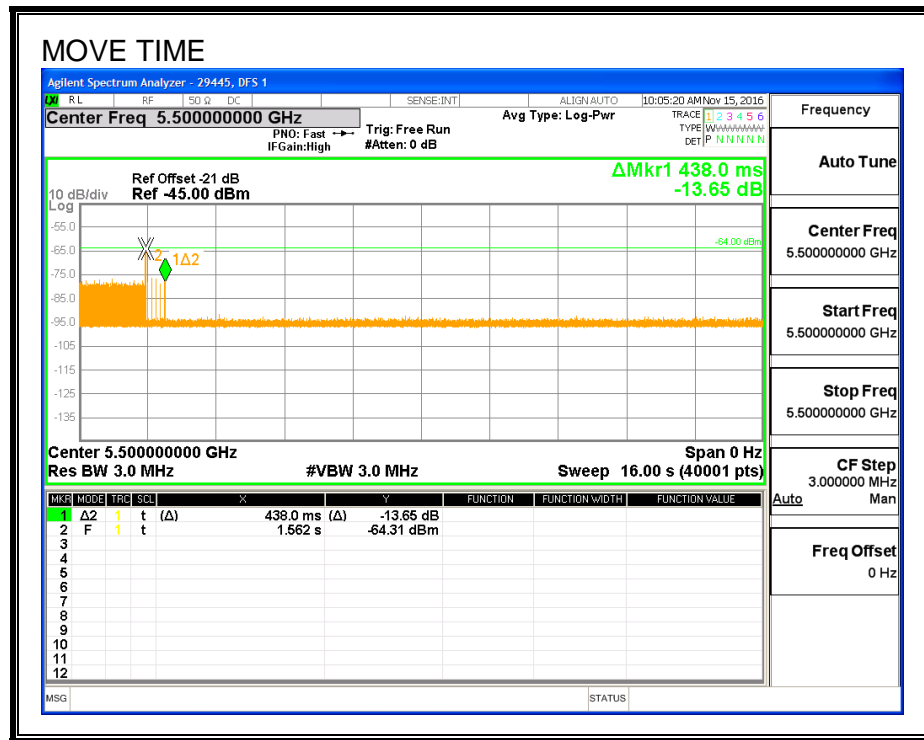 MOVE TIME
Agilent Spectrum Analyzer - 29445, DFS 1
LXI RL RF 50 Ω DC SENSE:INT ALIGN AUTO 10:05:20 AM Nov 15, 2016
Center Freq 5.500000000 GHz
Avg Type: Log-Pwr
TRACE 1 2 3 4 5 6
PNO: Fast
Trig: Free Run
TYPE WWWWWW
IFGain:High
#Atten: 0 dB
DET P N N N N N
ΔMkr1 438.0 ms
-13.65 dB
Ref Offset -21 dB
10 dB/div Ref -45.00 dBm
Log
-55.0
-64.00 dBm
-65.0
2
1Δ2
-75.0
-85.0
-95.0
-105
-115
-125
-135
Center 5.500000000 GHz Span 0 Hz
Res BW 3.0 MHz #VBW 3.0 MHz Sweep 16.00 s (40001 pts)
MKR MODE TRC SCL X Y FUNCTION FUNCTION WIDTH FUNCTION VALUE
1 Δ2 1 t (Δ) 438.0 ms (Δ) -13.65 dB
2 F 1 t 1.562 s -64.31 dBm
3
4
5
6
7
8
9
10
11
12
MSG STATUS
Frequency
Auto Tune
Center Freq
5.500000000 GHz
Start Freq
5.500000000 GHz
Stop Freq
5.500000000 GHz
CF Step
3.000000 MHz
Auto Man
Freq Offset
0 Hz